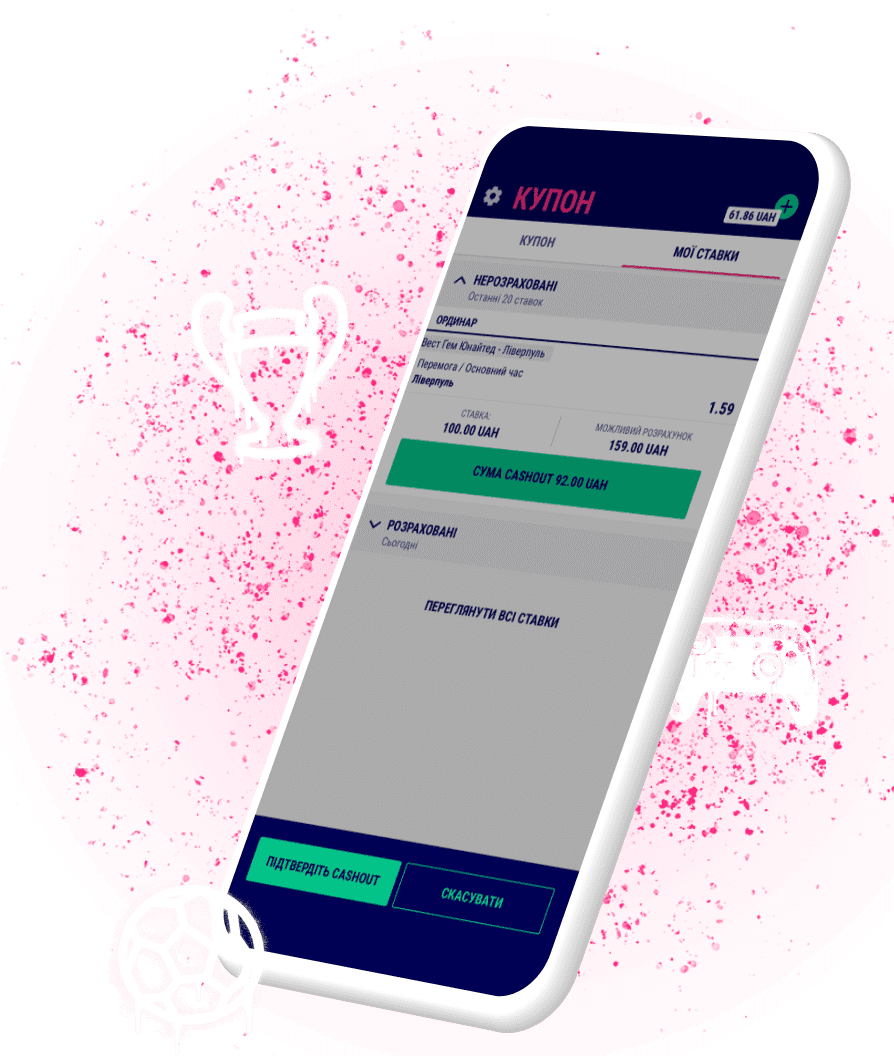 КУПОН
61.86 UAH
КУПОН
МОЇ СТАВКИ
НЕРОЗРАХОВАНІ
Останні 20 ставок
ОРДИНАР
Вест Гем Юнайтед - Ліверпуль
Перемога / Основний час
Ліверпуль
1.59
СТАВКА:
МОЖЛИВИЙ РОЗРАХУНОК
100.00 UAH
159.00 UAH
СУМА CASHOUT 92.00 UAH
РОЗРАХОВАНІ
Сьогодні
ПЕРЕГЛЯНУТИ ВСІ СТАВКИ
ПІДТВЕРДІТЬ CASHOUT
СКАСУВАТИ